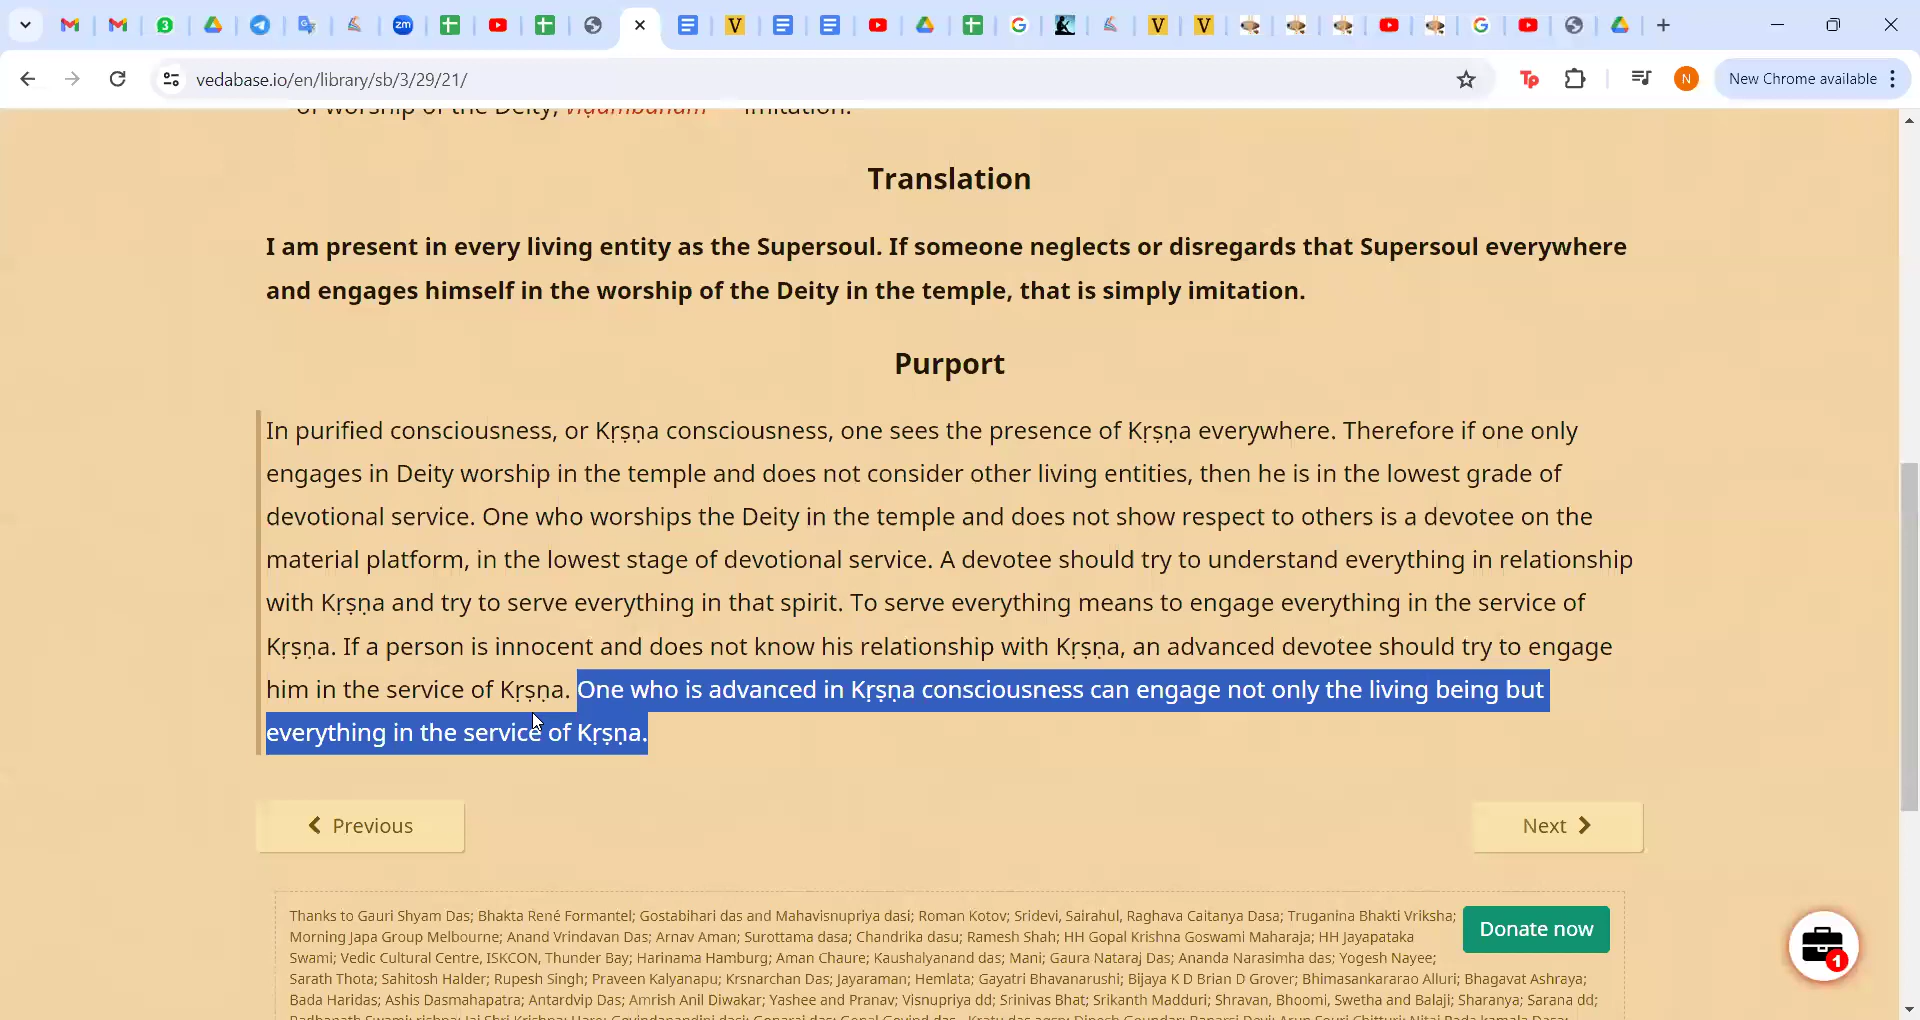 vedabase.io/en/library/sb/3/29/21/
New Chrome available
N
of worship of the Deity; viḍambanam — imitation.
Translation
I am present in every living entity as the Supersoul. If someone neglects or disregards that Supersoul everywhere
and engages himself in the worship of the Deity in the temple, that is simply imitation.
Purport
In purified consciousness, or Kṛṣṇa consciousness, one sees the presence of Kṛṣṇa everywhere. Therefore if one only
engages in Deity worship in the temple and does not consider other living entities, then he is in the lowest grade of
devotional service. One who worships the Deity in the temple and does not show respect to others is a devotee on the
material platform, in the lowest stage of devotional service. A devotee should try to understand everything in relationship
with Kṛṣṇa and try to serve everything in that spirit. To serve everything means to engage everything in the service of
Kṛṣṇa. If a person is innocent and does not know his relationship with Kṛṣṇa, an advanced devotee should try to engage
him in the service of Kṛṣṇa. One who is advanced in Kṛṣṇa consciousness can engage not only the living being but
everything in the service of Kṛṣṇa.
Previous
Next
Thanks to Gauri Shyam Das; Bhakta René Formantel; Gostabihari das and Mahavisnupriya dasi; Roman Kotov; Sridevi, Sairahul, Raghava Caitanya Dasa; Truganina Bhakti Vriksha;
Morning Japa Group Melbourne; Anand Vrindavan Das; Arnav Aman; Surottama dasa; Chandrika dasu; Ramesh Shah; HH Gopal Krishna Goswami Maharaja; HH Jayapataka
Swami; Vedic Cultural Centre, ISKCON, Thunder Bay; Harinama Hamburg; Aman Chaure; Kaushalyanand das; Mani; Gaura Nataraj Das; Ananda Narasimha das; Yogesh Nayee;
Sarath Thota; Sahitosh Halder; Rupesh Singh; Praveen Kalyanapu; Krsnarchan Das; Jayaraman; Hemlata; Gayatri Bhavanarushi; Bijaya K D Brian D Grover; Bhimasankararao Alluri; Bhagavat Ashraya;
Bada Haridas; Ashis Dasmahapatra; Antardvip Das; Amrish Anil Diwakar; Yashee and Pranav; Visnupriya dd; Srinivas Bhat; Srikanth Madduri; Shravan, Bhoomi, Swetha and Balaji; Sharanya; Sarana dd;
Donate now
1